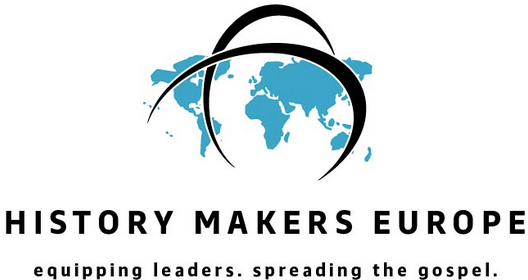 HISTORY MAKERS EUROPE
equipping leaders. spreading the gospel.